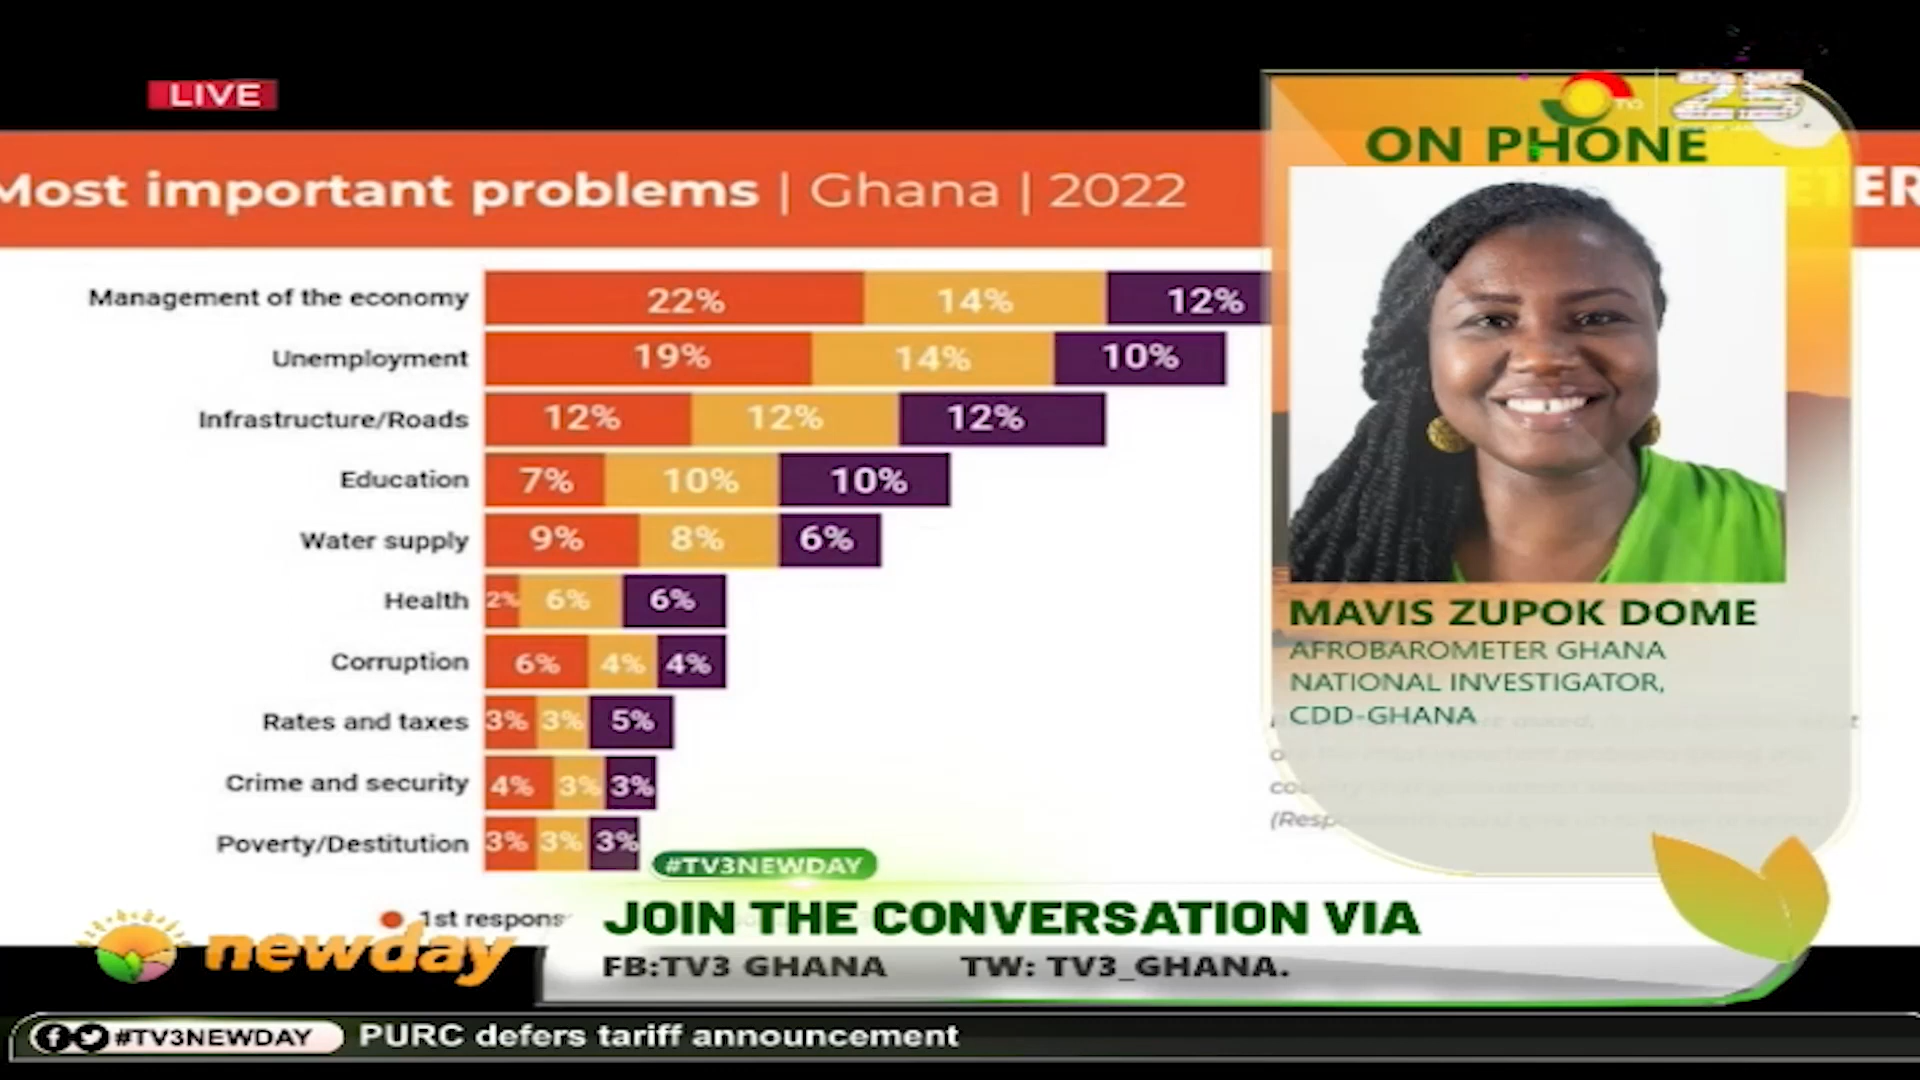 LIVE
25
ON PHONE
Most important problems | Ghana | 2022
Management of the economy 22% 14% 12%
Unemployment 19% 14% 10%
Infrastructure/Roads 12% 12% 12%
Education 7% 10% 10%
Water supply 9% 8% 6%
Health 2% 6% 6%
Corruption 6% 4% 4%
Rates and taxes 3% 3% 5%
Crime and security 4% 3% 3%
Poverty/Destitution 3% 3% 3%
1st respons
MAVIS ZUPOK DOME
AFROBAROMETER GHANA
NATIONAL INVESTIGATOR,
CDD-GHANA
#TV3NEWDAY
JOIN THE CONVERSATION VIA
FB:TV3 GHANA TW: TV3_GHANA.
newday
#TV3NEWDAY PURC defers tariff announcement